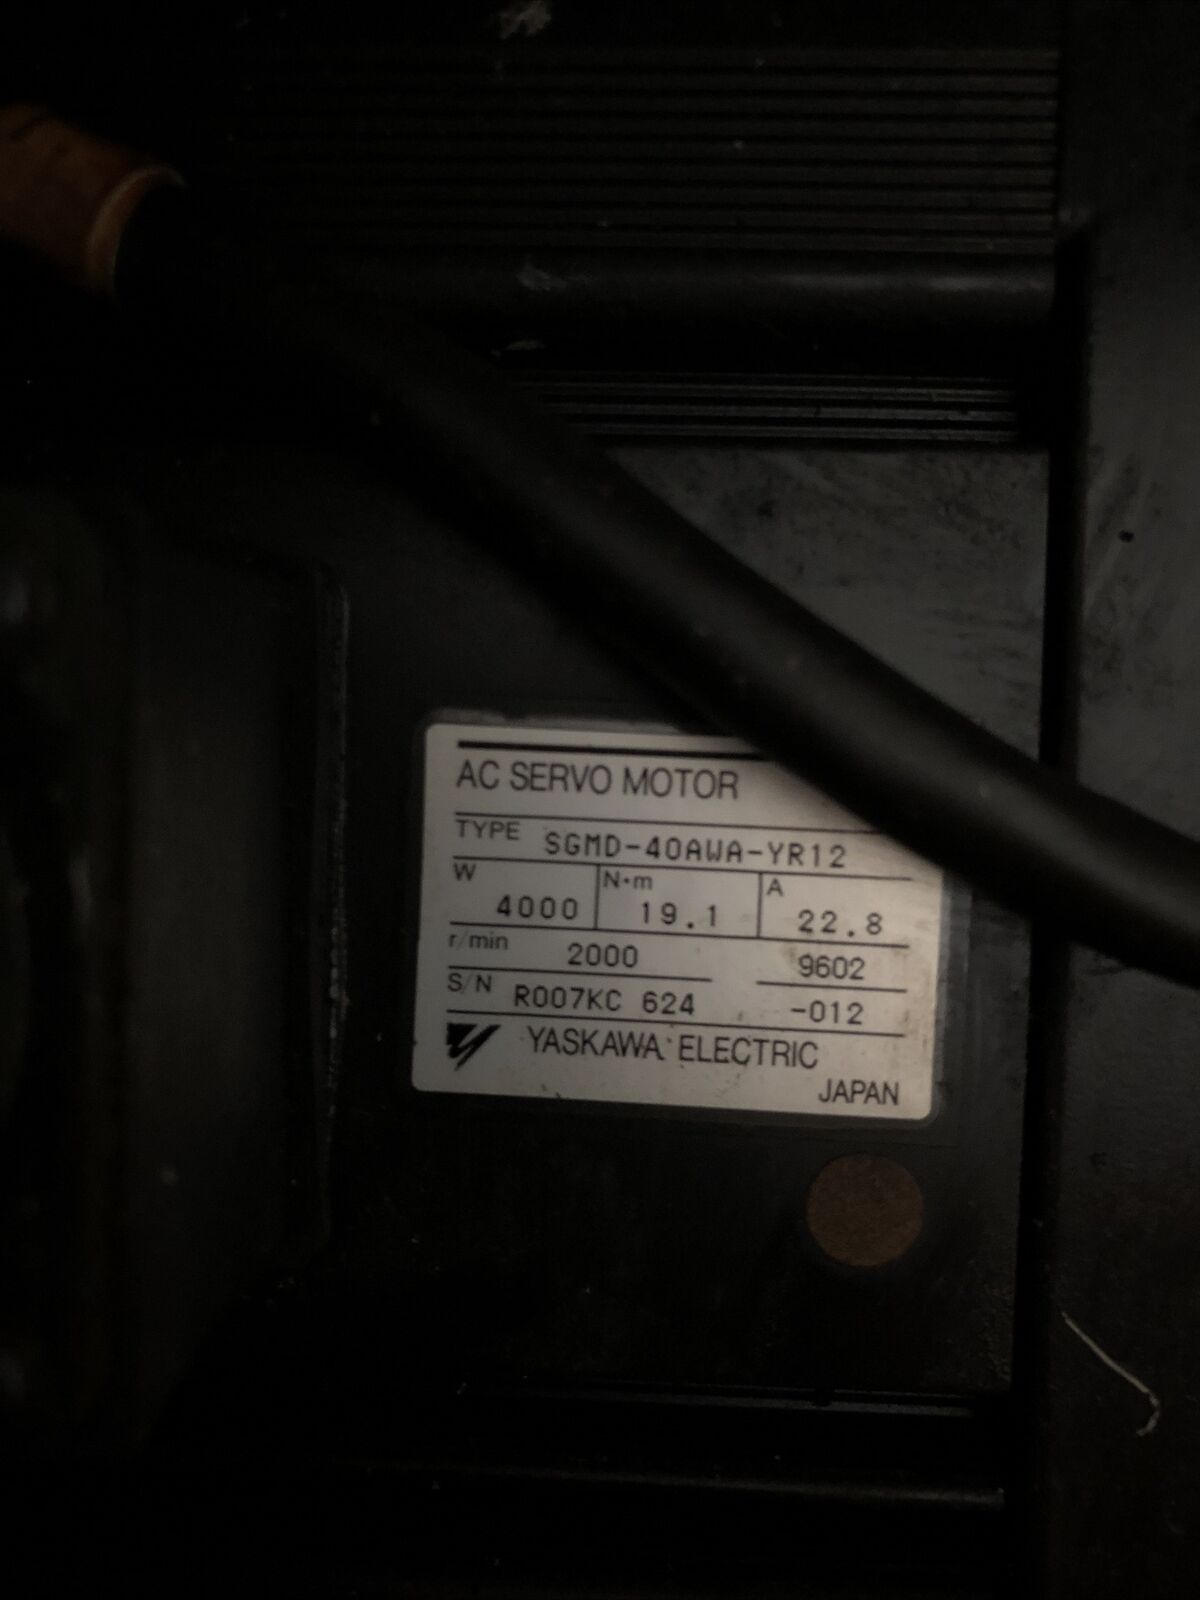 AC SERVO MOTOR
TYPE SGMD-40AWA-YR12
W 4000 N·m 19.1 A 22.8
r/min 2000 9602
S/N R007KC 624 -012
YASKAWA ELECTRIC
JAPAN